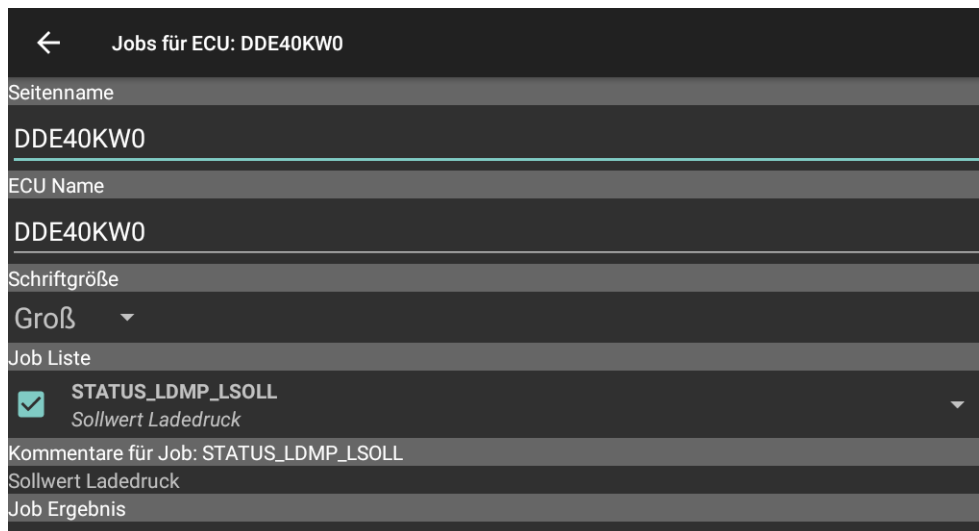 Jobs für ECU: DDE40KW0
Seitenname
DDE40KW0
ECU Name
DDE40KW0
Schriftgröße
Groß
Job Liste
STATUS_LDMP_LSOLL
Sollwert Ladedruck
Kommentare für Job: STATUS_LDMP_LSOLL
Sollwert Ladedruck
Job Ergebnis